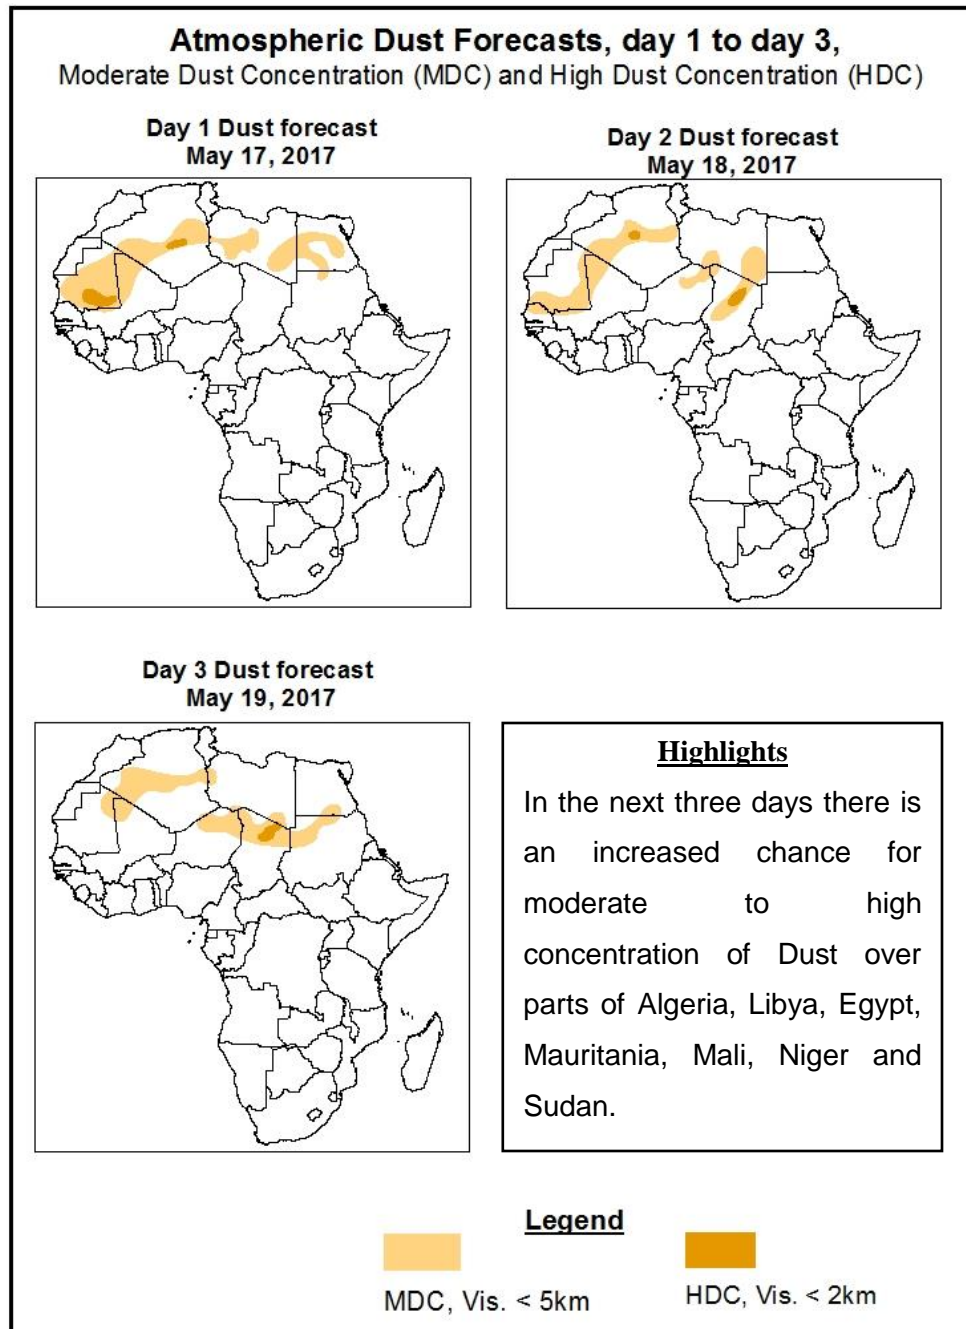 Atmospheric Dust Forecasts, day 1 to day 3,
Moderate Dust Concentration (MDC) and High Dust Concentration (HDC)
Day 1 Dust forecast
May 17, 2017
Day 2 Dust forecast
May 18, 2017
Day 3 Dust forecast
May 19, 2017
Highlights
In the next three days there is
an increased chance for
moderate to high
concentration of Dust over
parts of Algeria, Libya, Egypt,
Mauritania, Mali, Niger and
Sudan.
Legend
MDC, Vis. < 5km
HDC, Vis. < 2km